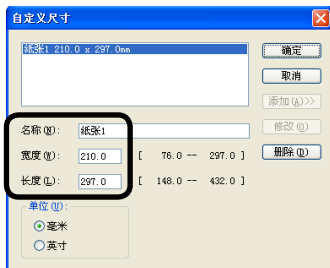 自定义尺寸
纸张1 210.0 x 297.0mm
确定
取消
添加(A)>>
名称(N): 纸张1 修改(O)
宽度(W): 210.0 [ 76.0 -- 297.0 ] 删除(D)
长度(L): 297.0 [ 148.0 -- 432.0 ]
单位(U):
毫米
英寸